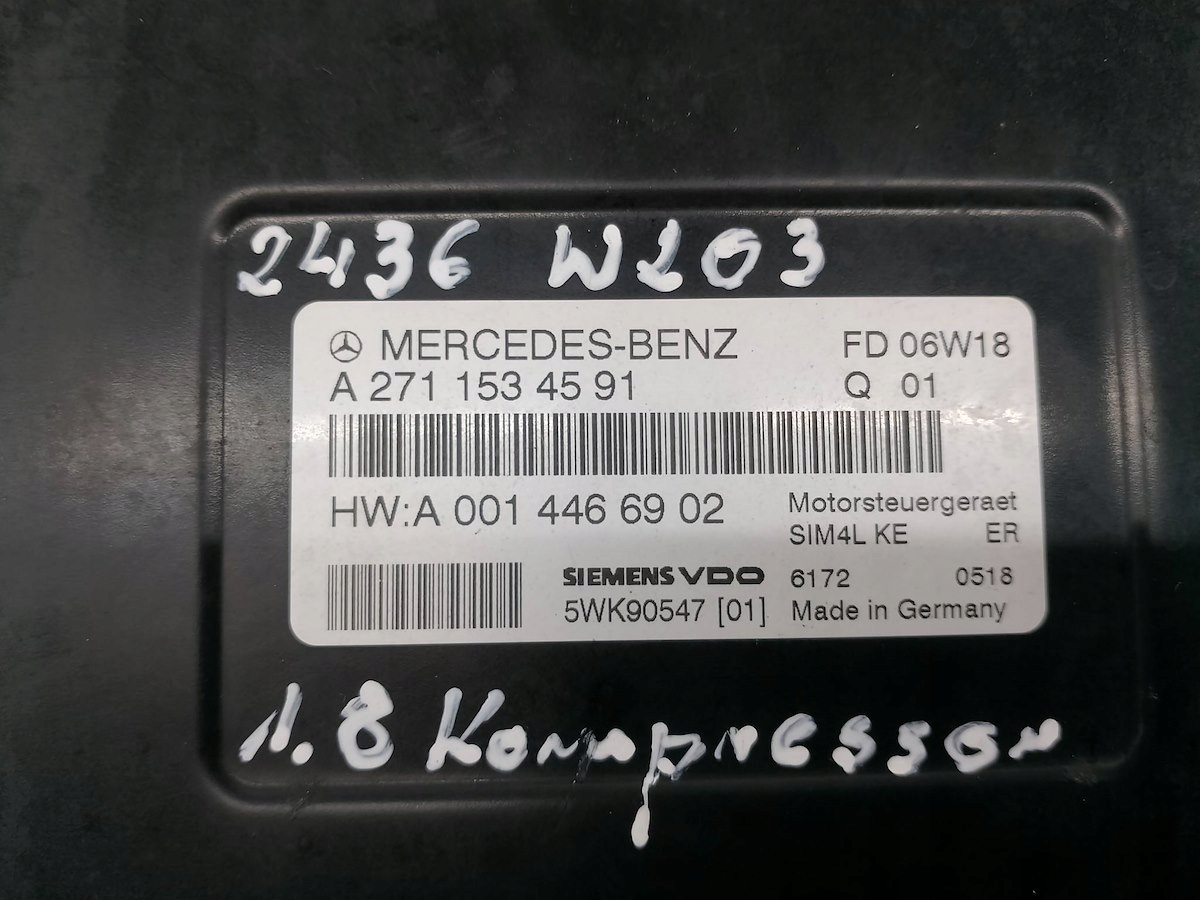 2436 W203
MERCEDES-BENZ FD 06W18
A 271 153 45 91 Q 01
HW:A 001 446 69 02 Motorsteuergeraet
SIM4L KE ER
SIEMENS VDO 6172 0518
5WK90547 [01] Made in Germany
1.8 Kompressor